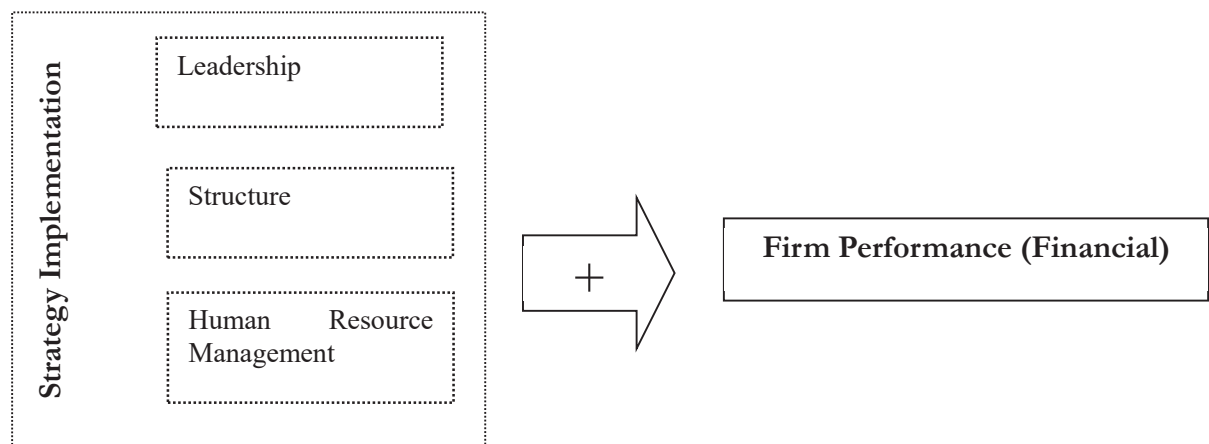 Strategy Implementation
Leadership
Structure
Human Resource
Management
+
Firm Performance (Financial)